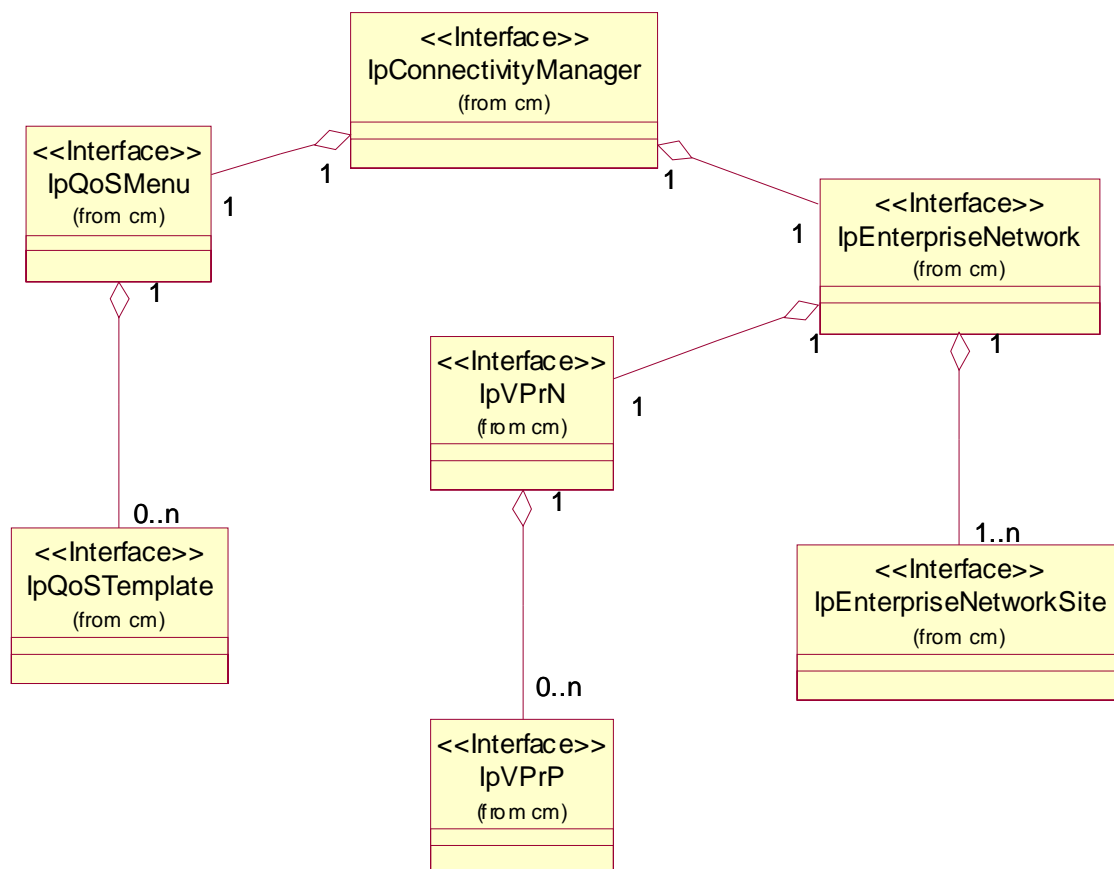 <<Interface>>
IpConnectivityManager
(from cm)
1
1
<<Interface>>
IpQoSMenu
(from cm)
1
1
<<Interface>>
IpEnterpriseNetwork
(from cm)
1
1
1
<<Interface>>
IpVPrN
(from cm)
1
1
0..n
<<Interface>>
IpQoSTemplate
(from cm)
1..n
<<Interface>>
IpEnterpriseNetworkSite
(from cm)
0..n
<<Interface>>
IpVPrP
(from cm)